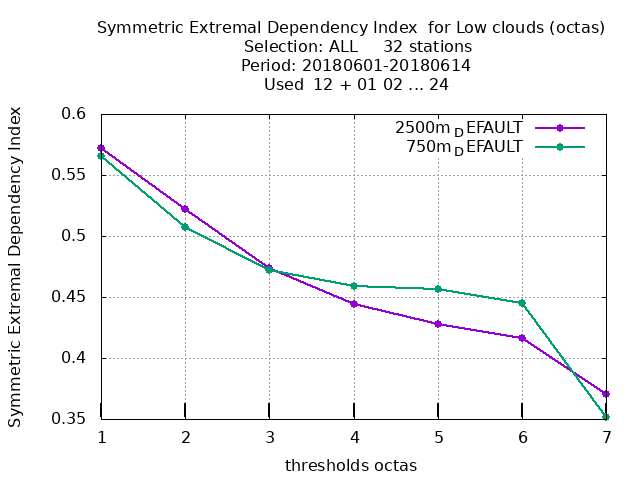 Symmetric Extremal Dependency Index  for Low clouds (octas)
Selection: ALL     32 stations
Period: 20180601-20180614
Used  12 + 01 02 ... 24
Symmetric Extremal Dependency Index
0.6
0.55
0.5
0.45
0.4
0.35
2500m_DEFAULT
750m_DEFAULT
1 2 3 4 5 6 7
thresholds octas